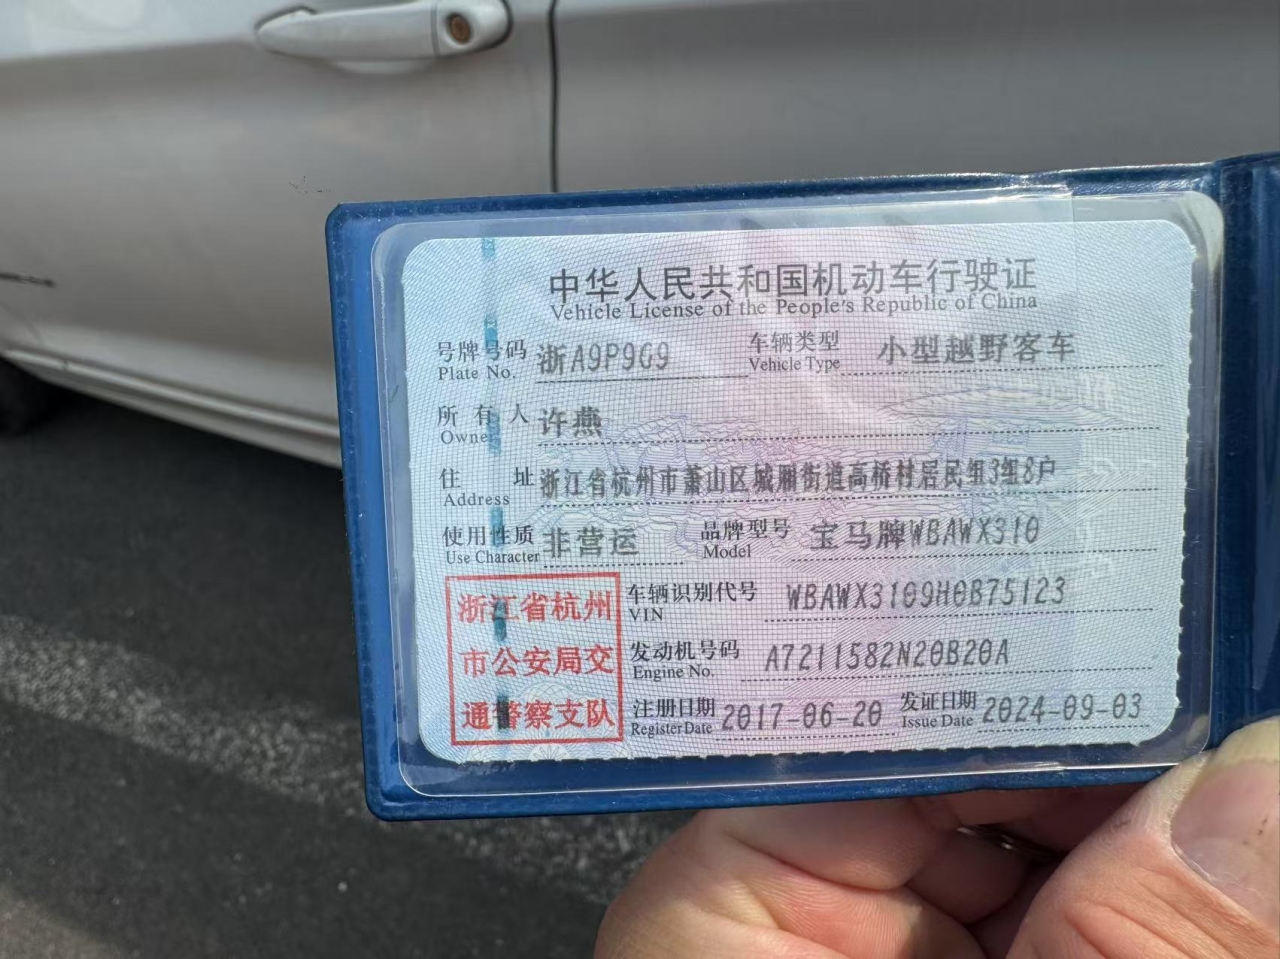 中华人民共和国机动车行驶证
Vehicle License of the People's Republic of China
号牌号码 浙A9P9G9 车辆类型 小型越野客车
Plate No. Vehicle Type
所有人 许燕
Owner
住址 浙江省杭州市萧山区城厢街道高桥村居民组3组8户
Address
使用性质 非营运 品牌型号 宝马牌WBAWX310
Use Character Model
浙江省杭州 车辆识别代号 WBAWX3109H0B75123
VIN
市公安局交 发动机号码 A7211582N20B20A
Engine No.
通警察支队 注册日期 2017-06-20 发证日期 2024-09-03
Register Date Issue Date